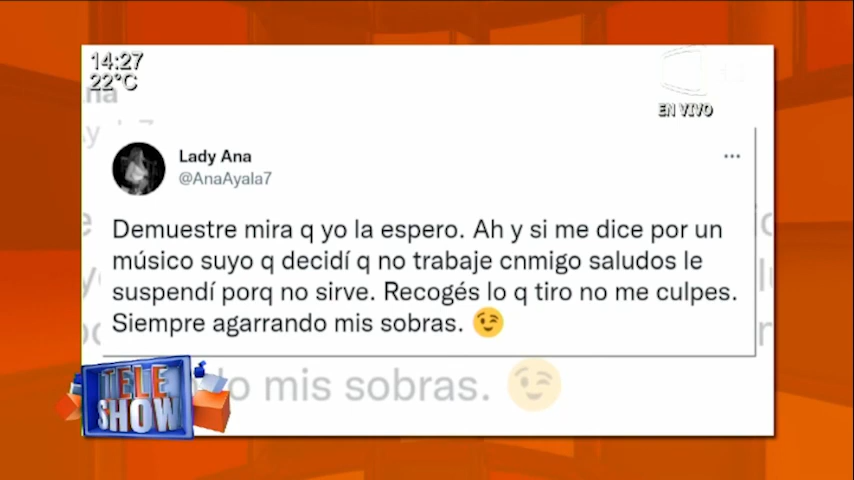 14:27
22°C
EN VIVO
Lady Ana
@AnaAyala7
Demuestre mira q yo la espero. Ah y si me dice por un
músico suyo q decidí q no trabaje cnmigo saludos le
suspendí porq no sirve. Recogés lo q tiro no me culpes.
Siempre agarrando mis sobras. 😉
do mis sobras. 😉
TELE
SHOW